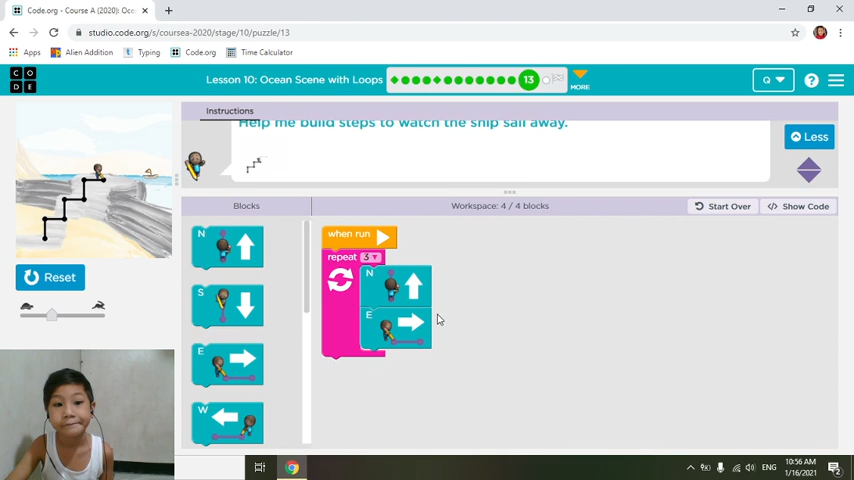 Code.org - Course A (2020): Oce
studio.code.org/s/coursea-2020/stage/10/puzzle/13
Apps Alien Addition Typing Code.org Time Calculator
C O
D E
Lesson 10: Ocean Scene with Loops
13
MORE
Q
Instructions
Help me build steps to watch the ship sail away.
Less
Blocks
Workspace: 4 / 4 blocks
Start Over
Show Code
when run
repeat 3
N
E
N
S
E
W
Reset
ENG
10:56 AM
1/16/2021
2